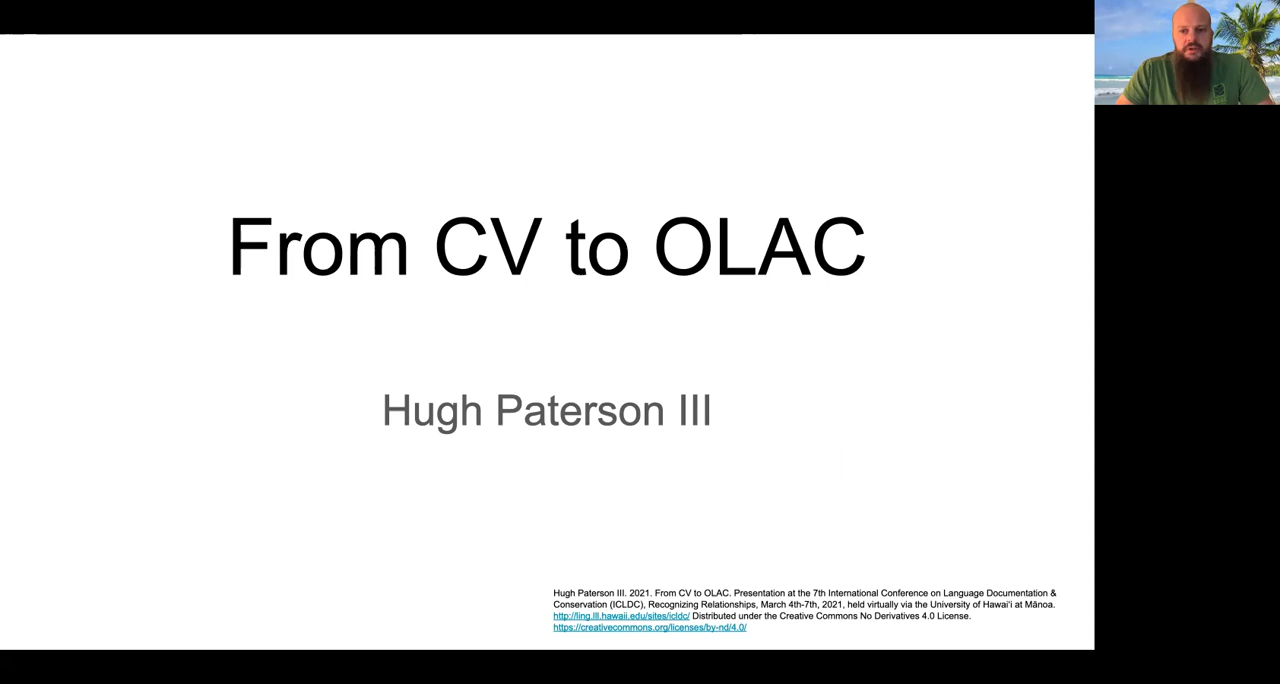 From CV to OLAC
Hugh Paterson III
Hugh Paterson III. 2021. From CV to OLAC. Presentation at the 7th International Conference on Language Documentation &
Conservation (ICLDC), Recognizing Relationships, March 4th-7th, 2021, held virtually via the University of Hawai‘i at Mānoa.
http://ling.lll.hawaii.edu/sites/icldc/ Distributed under the Creative Commons No Derivatives 4.0 License.
https://creativecommons.org/licenses/by-nd/4.0/